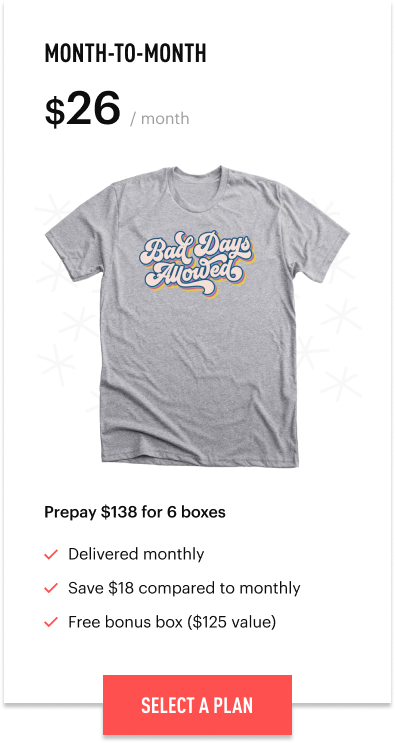 MONTH-TO-MONTH
$26 / month
Bad Days
Allowed
Prepay $138 for 6 boxes
Delivered monthly
Save $18 compared to monthly
Free bonus box ($125 value)
SELECT A PLAN